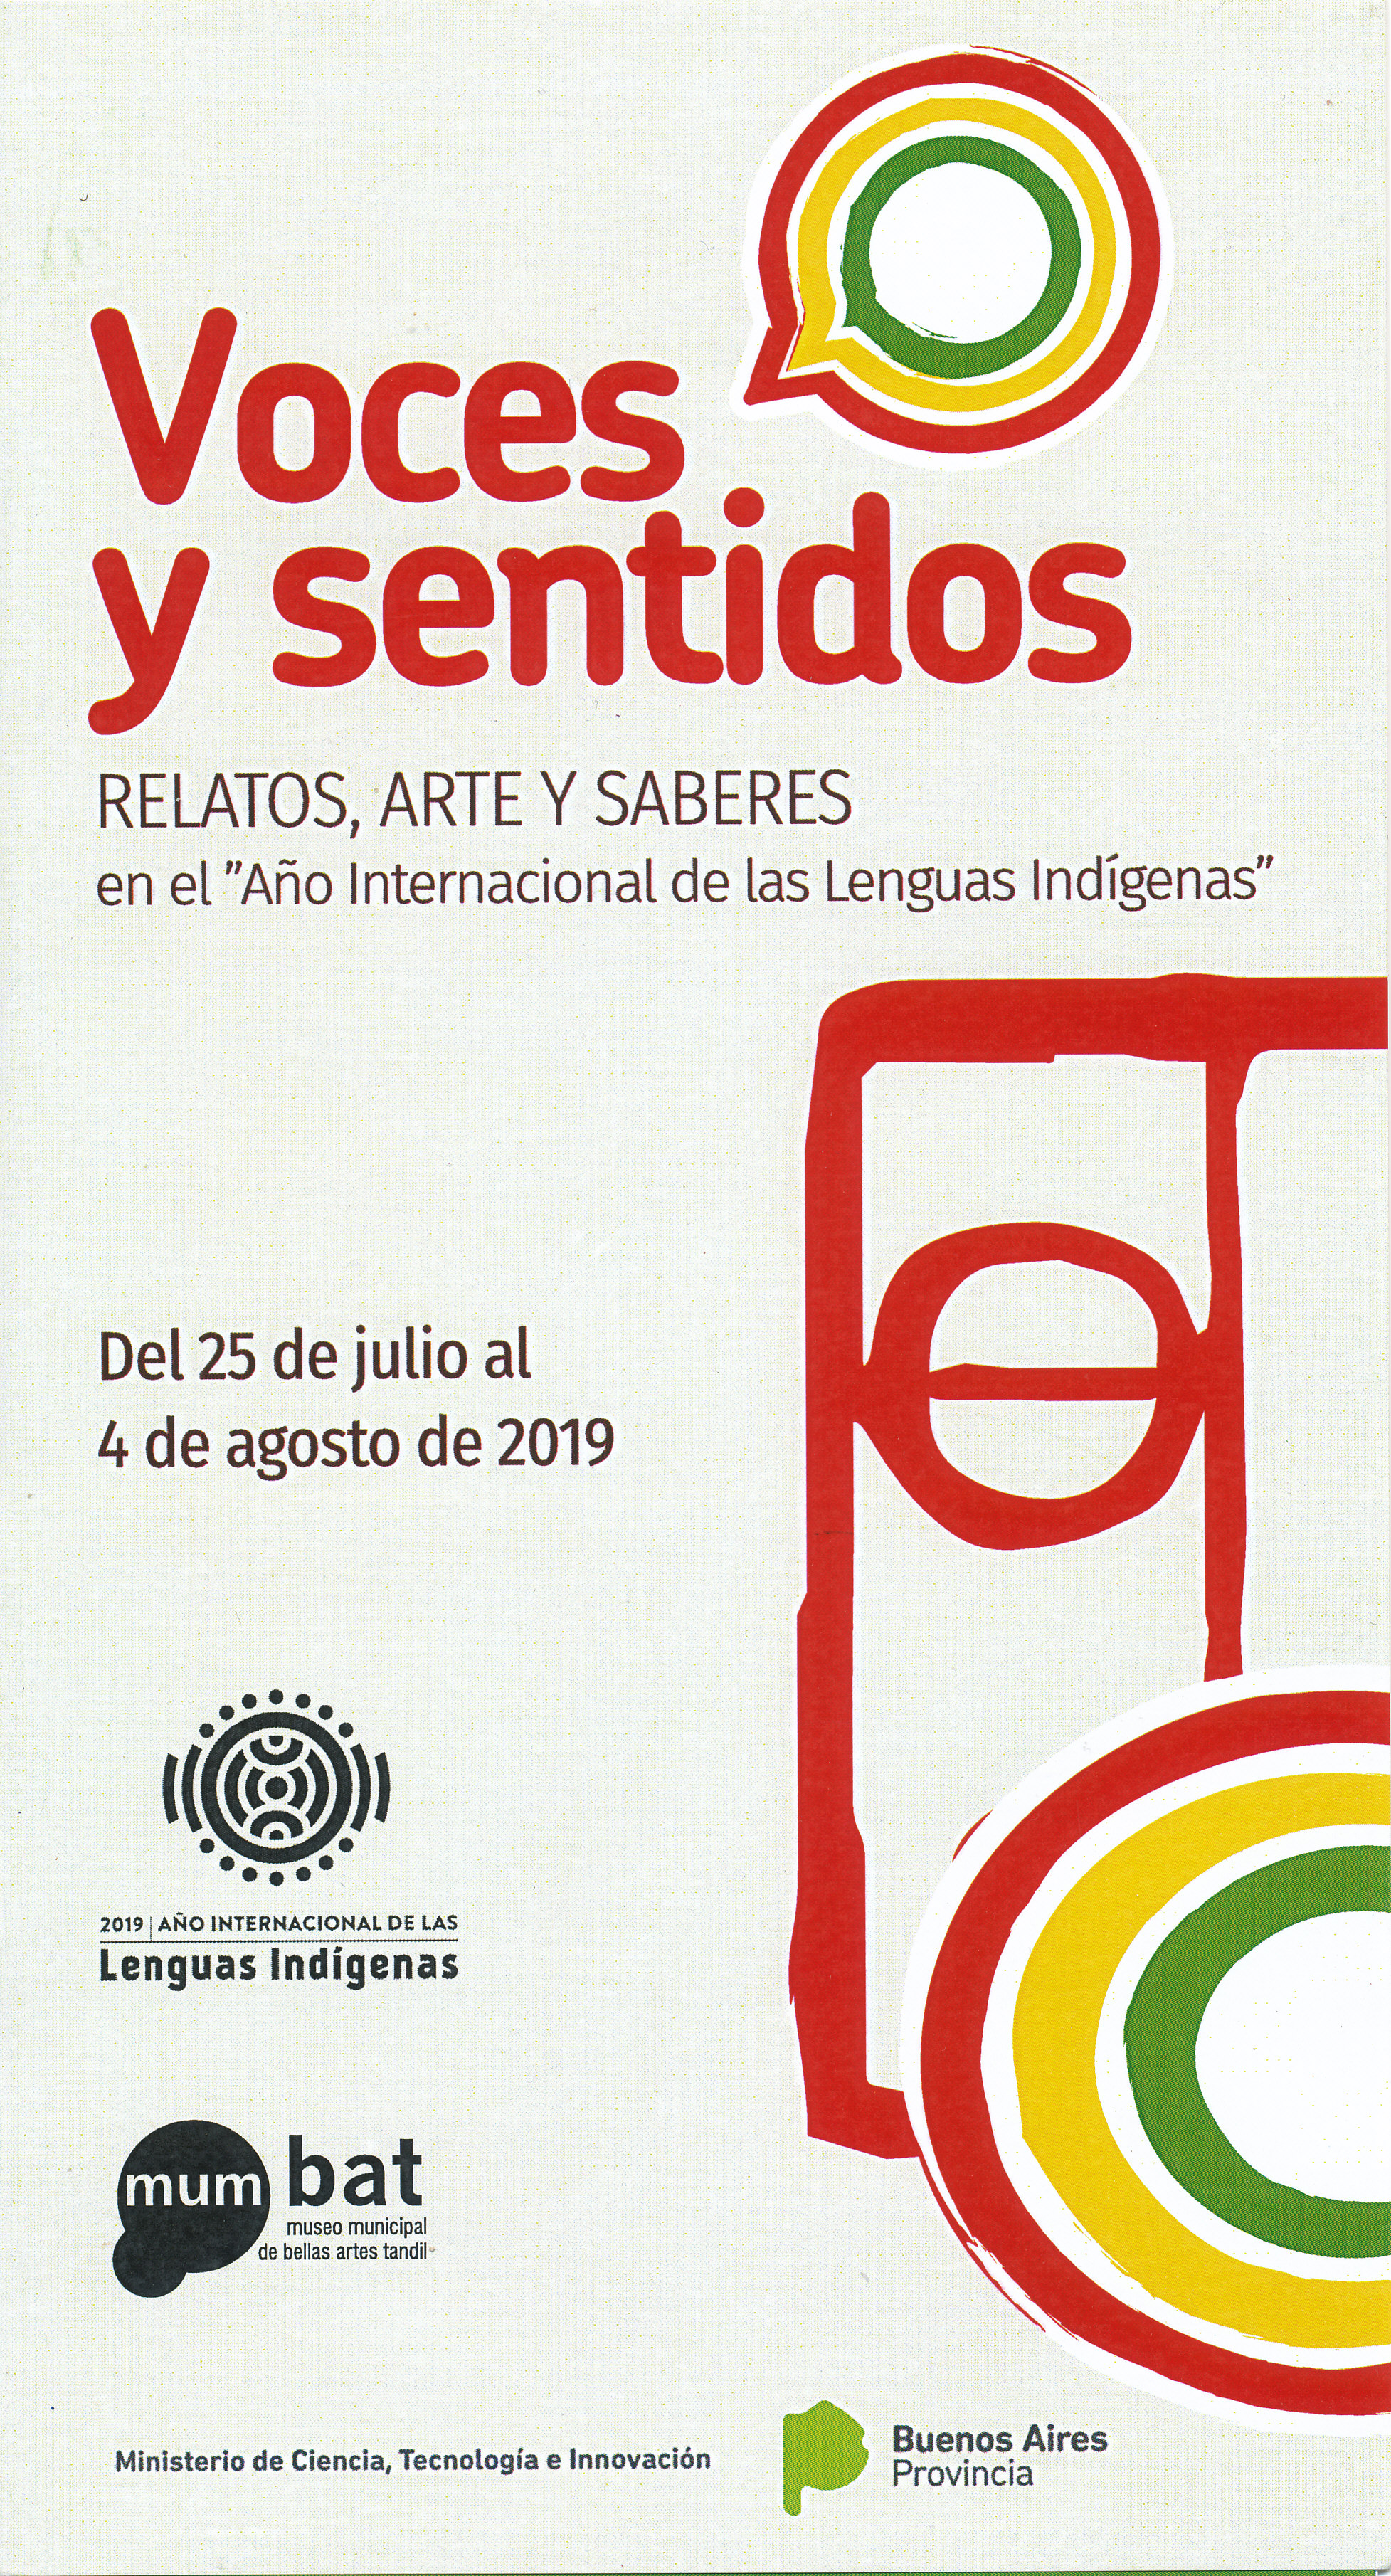 Voces
y sentidos
RELATOS, ARTE Y SABERES
en el "Año Internacional de las Lenguas Indígenas"
Del 25 de julio al
4 de agosto de 2019
2019 | AÑO INTERNACIONAL DE LAS
Lenguas Indígenas
mum bat
museo municipal
de bellas artes tandil
Ministerio de Ciencia, Tecnología e Innovación
Buenos Aires
Provincia